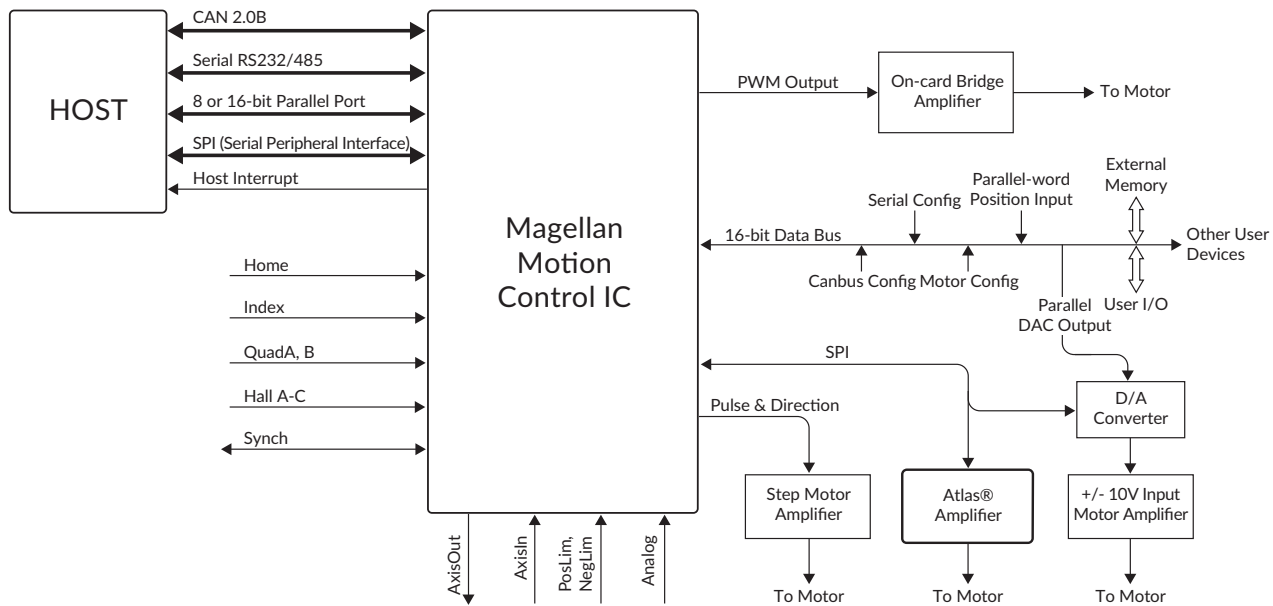 HOST
CAN 2.0B
Serial RS232/485
8 or 16-bit Parallel Port
SPI (Serial Peripheral Interface)
Host Interrupt
Home
Index
QuadA, B
Hall A-C
Synch
Magellan
Motion
Control IC
AxisOut
AxisIn
PosLim,
NegLim
Analog
PWM Output
On-card Bridge
Amplifier
To Motor
16-bit Data Bus
Serial Config
Parallel-word
Position Input
External
Memory
Other User
Devices
Canbus Config
Motor Config
User I/O
Parallel
DAC Output
SPI
D/A
Converter
Pulse & Direction
Step Motor
Amplifier
Atlas®
Amplifier
+/- 10V Input
Motor Amplifier
To Motor
To Motor
To Motor